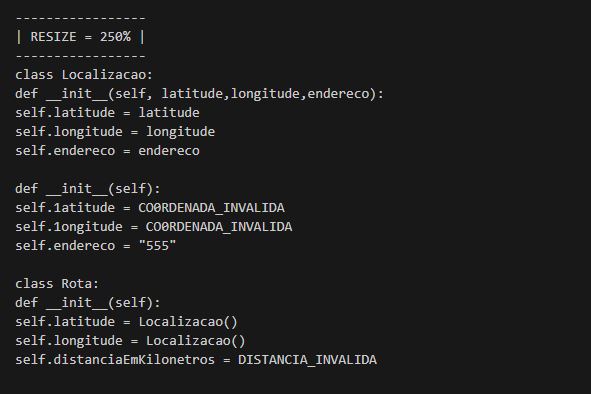 -----------------
| RESIZE = 250% |
-----------------
class Localizacao:
def __init__(self, latitude,longitude,endereco):
self.latitude = latitude
self.longitude = longitude
self.endereco = endereco

def __init__(self):
self.1atitude = CO0RDENADA_INVALIDA
self.1ongitude = CO0RDENADA_INVALIDA
self.endereco = "555"

class Rota:
def __init__(self):
self.latitude = Localizacao()
self.longitude = Localizacao()
self.distanciaEmKilonetros = DISTANCIA_INVALIDA